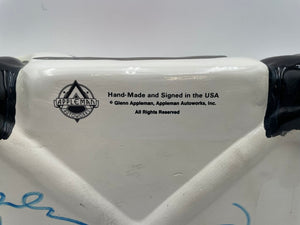 APPLEMAN
Hand-Made and Signed in the USA
© Glenn Appleman, Appleman Autoworks, Inc.
All Rights Reserved